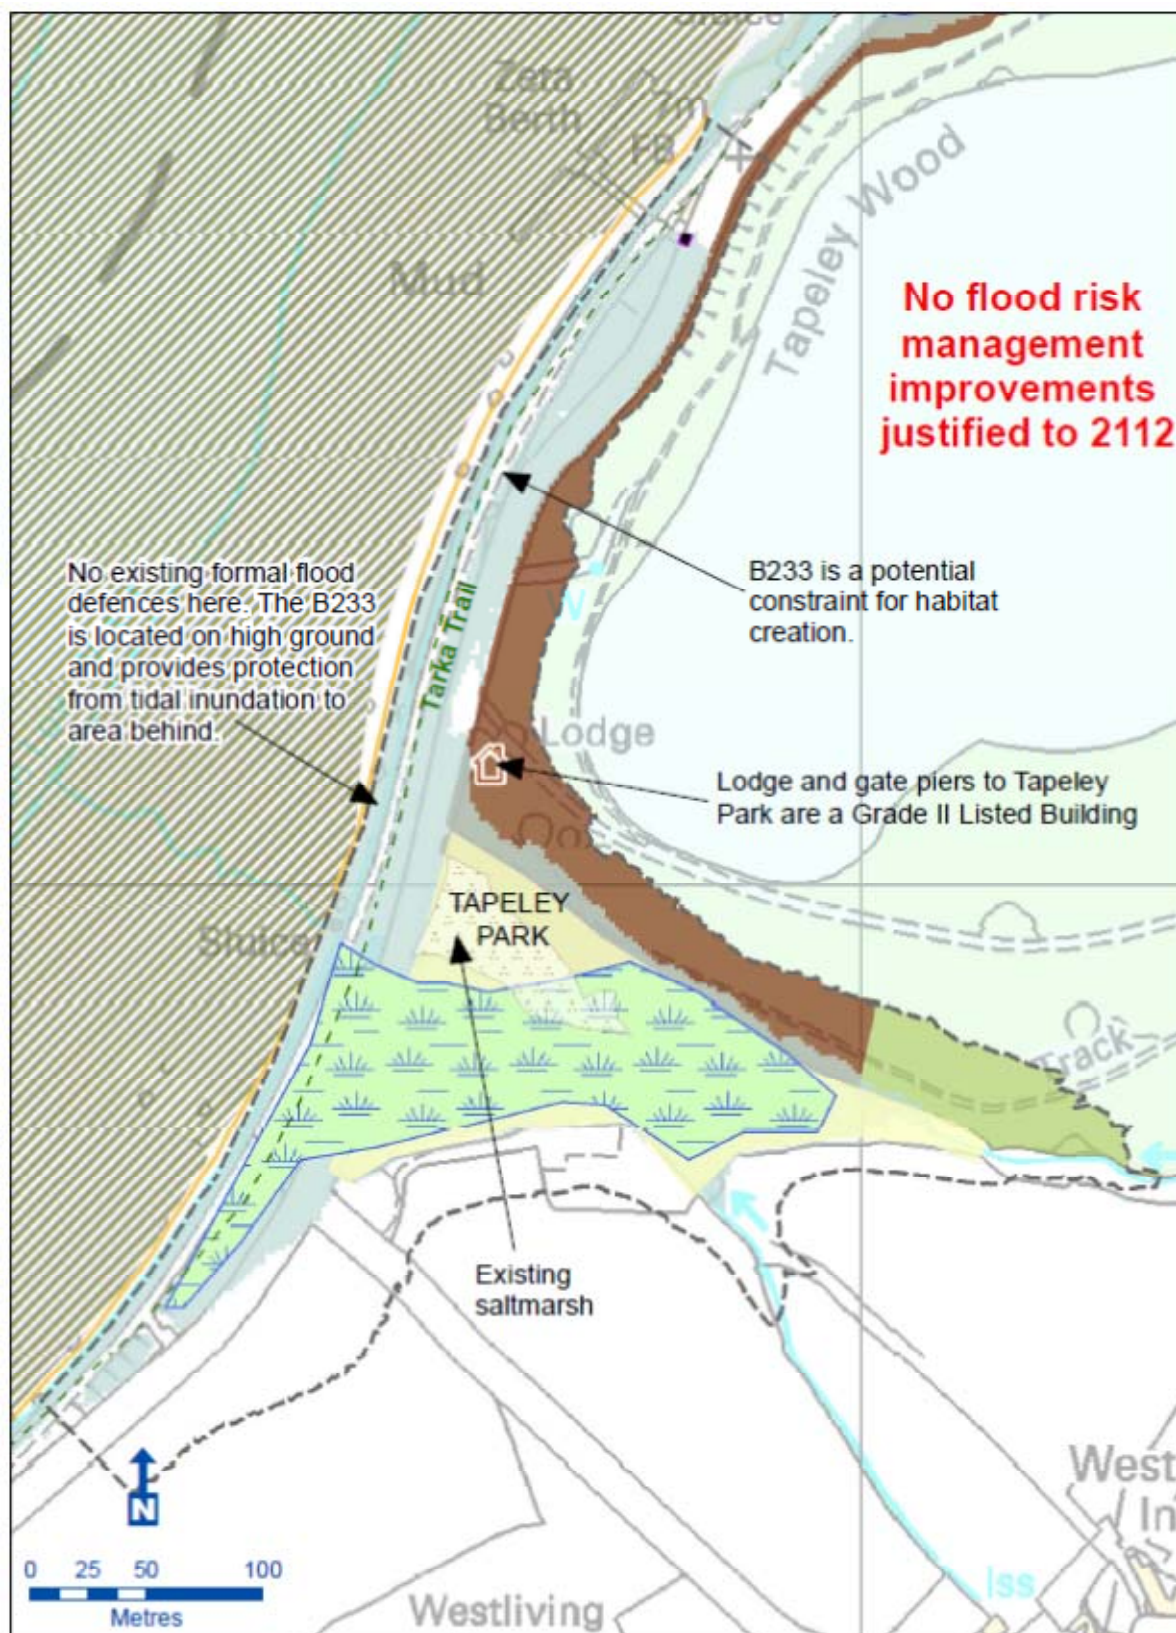 Zeta
Berth
7m
FB
Mud
Tapeley Wood
No flood risk
management
improvements
justified to 2112
No existing formal flood
defences here. The B233
is located on high ground
and provides protection
from tidal inundation to
area behind.
B233 is a potential
constraint for habitat
creation.
W
Tarka Trail
Lodge
Lodge and gate piers to Tapeley
Park are a Grade II Listed Building
TAPELEY
PARK
Sluice
Track
Existing
saltmarsh
N
0 25 50 100
Metres
West
In
Iss
Westliving